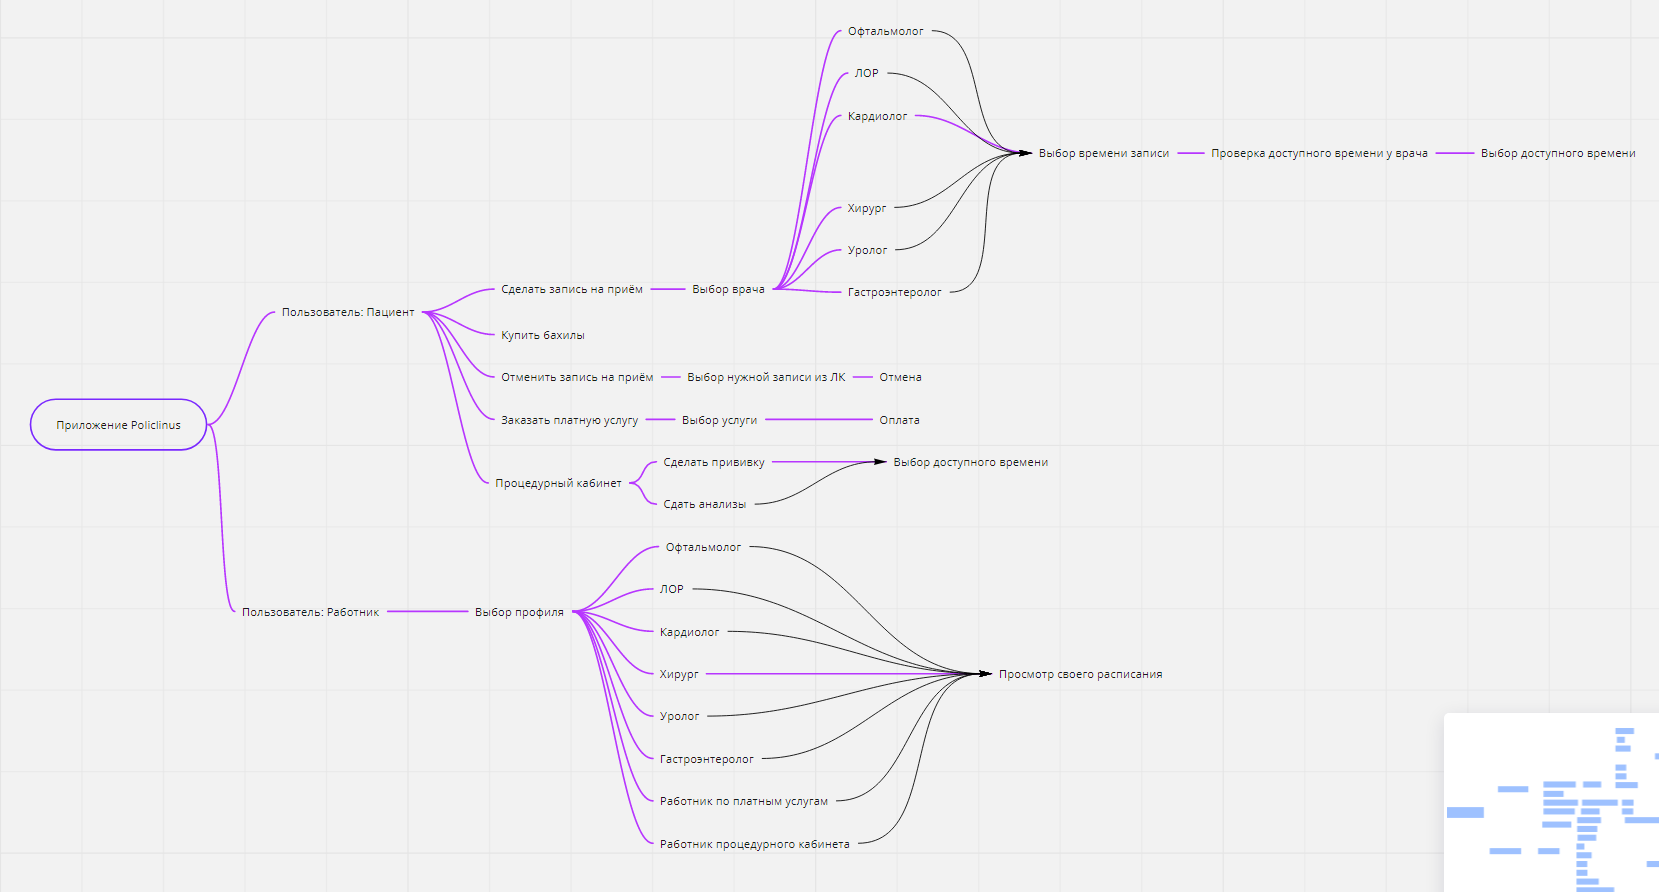 Офтальмолог
ЛОР
Кардиолог
Выбор времени записи
Проверка доступного времени у врача
Выбор доступного времени
Хирург
Уролог
Гастроэнтеролог
Сделать запись на приём
Выбор врача
Пользователь: Пациент
Купить бахилы
Отменить запись на приём
Выбор нужной записи из ЛК
Отмена
Заказать платную услугу
Выбор услуги
Оплата
Приложение Policlinus
Процедурный кабинет
Сделать прививку
Выбор доступного времени
Сдать анализы
Пользователь: Работник
Выбор профиля
Офтальмолог
ЛОР
Кардиолог
Хирург
Просмотр своего расписания
Уролог
Гастроэнтеролог
Работник по платным услугам
Работник процедурного кабинета